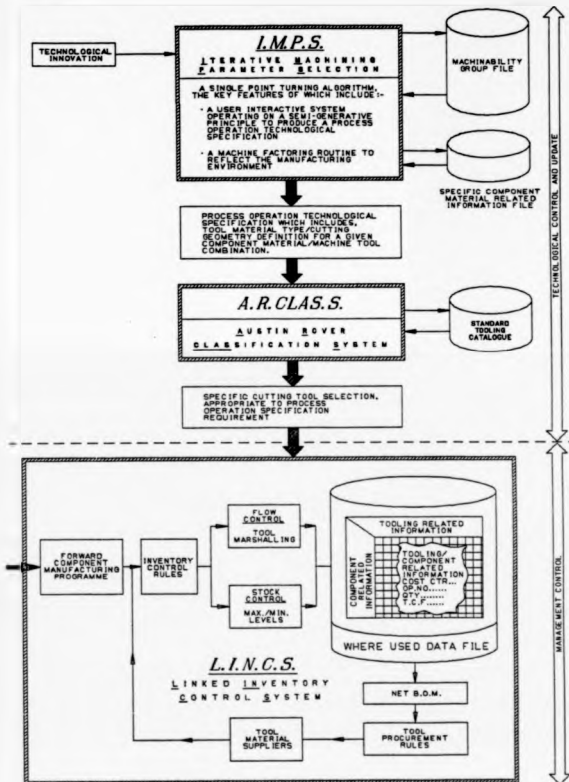 TECHNOLOGICAL
INNOVATION
I.M.P.S.
ITERATIVE MACHINING
PARAMETER SELECTION
A SINGLE POINT TURNING ALGORITHM,
THE KEY FEATURES OF WHICH INCLUDE:-
- A USER INTERACTIVE SYSTEM
OPERATING ON A SEMI-GENERATIVE
PRINCIPLE TO PRODUCE A PROCESS
OPERATION TECHNOLOGICAL
SPECIFICATION
- A MACHINE FACTORING ROUTINE TO
REFLECT THE MANUFACTURING
ENVIRONMENT
MACHINABILITY
GROUP FILE
SPECIFIC COMPONENT
MATERIAL RELATED
INFORMATION FILE
PROCESS OPERATION TECHNOLOGICAL
SPECIFICATION WHICH INCLUDES,
TOOL MATERIAL TYPE/CUTTING
GEOMETRY DEFINITION FOR A GIVEN
COMPONENT MATERIAL/MACHINE TOOL
COMBINATION.
A.R.CLAS.S.
AUSTIN ROVER
CLASSIFICATION SYSTEM
STANDARD
TOOLING
CATALOGUE
SPECIFIC CUTTING TOOL SELECTION,
APPROPRIATE TO PROCESS
OPERATION SPECIFICATION
REQUIREMENT
TECHNOLOGICAL CONTROL AND UPDATE
FORWARD
COMPONENT
MANUFACTURING
PROGRAMME
INVENTORY
CONTROL
RULES
FLOW
CONTROL
TOOL
MARSHALLING
STOCK
CONTROL
MAX./MIN.
LEVELS
TOOLING RELATED
INFORMATION
COMPONENT
RELATED
INFORMATION
TOOLING/
COMPONENT
RELATED
INFORMATION
COST CTR...
OP.NO.....
QTY.......
T.C.F.....
WHERE USED DATA FILE
L.I.N.C.S.
LINKED INVENTORY
CONTROL SYSTEM
NET B.O.M.
TOOL
MATERIAL
SUPPLIERS
TOOL
PROCUREMENT
RULES
MANAGEMENT CONTROL